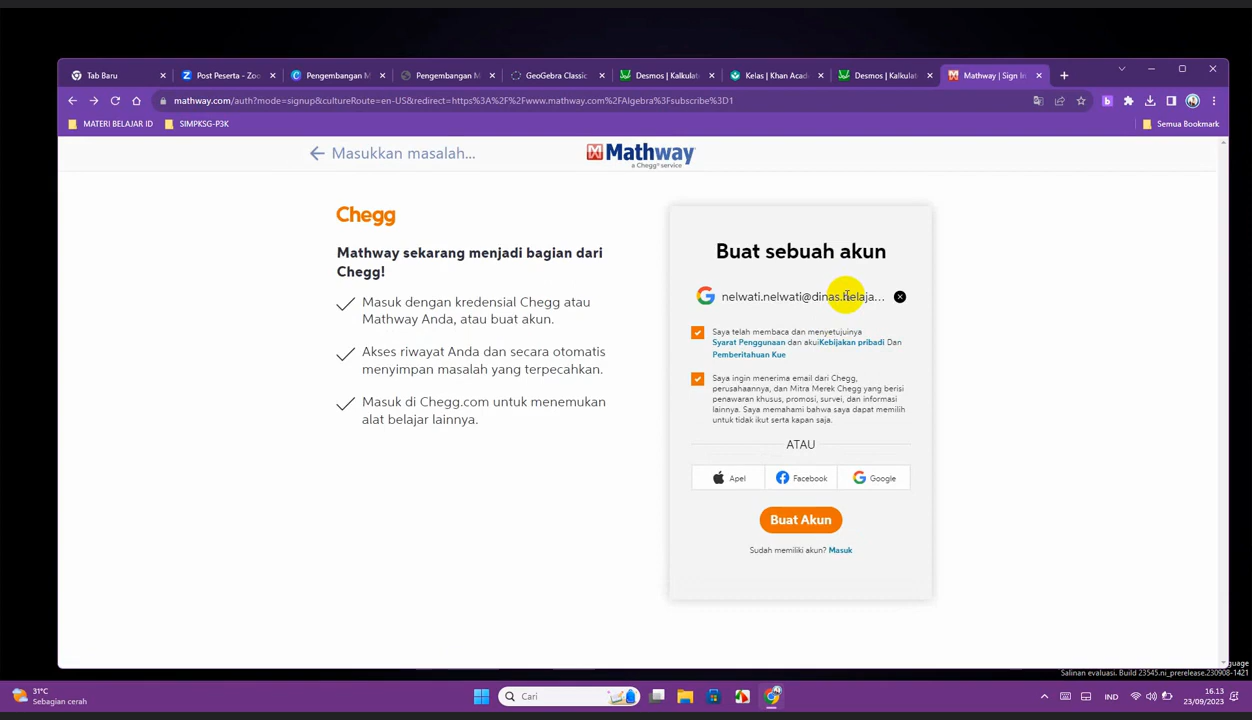 Tab Baru
Post Peserta - Zoo
Pengembangan M
Pengembangan M
GeoGebra Classic
Desmos | Kalkulat
Kelas | Khan Acad
Desmos | Kalkulat
Mathway | Sign In
mathway.com/auth?mode=signup&cultureRoute=en-US&redirect=https%3A%2F%2Fwww.mathway.com%2FAlgebra%3Fsubscribe%3D1
MATERI BELAJAR ID
SIMPKSG-P3K
Semua Bookmark
Masukkan masalah...
Mathway
a Chegg service
Chegg
Mathway sekarang menjadi bagian dari
Chegg!
Masuk dengan kredensial Chegg atau
Mathway Anda, atau buat akun.
Akses riwayat Anda dan secara otomatis
menyimpan masalah yang terpecahkan.
Masuk di Chegg.com untuk menemukan
alat belajar lainnya.
Buat sebuah akun
nelwati.nelwati@dinas.belaja...
Saya telah membaca dan menyetujuinya
Syarat Penggunaan dan akuiKebijakan pribadi Dan
Pemberitahuan Kue
Saya ingin menerima email dari Chegg,
perusahaannya, dan Mitra Merek Chegg yang berisi
penawaran khusus, promosi, survei, dan informasi
lainnya. Saya memahami bahwa saya dapat memilih
untuk tidak ikut serta kapan saja.
ATAU
Apel
Facebook
Google
Buat Akun
Sudah memiliki akun? Masuk
guage
Salinan evaluasi. Build 23545.ni_prerelease.230908-1421
31°C
Sebagian cerah
Cari
IND
16.13
23/09/2023